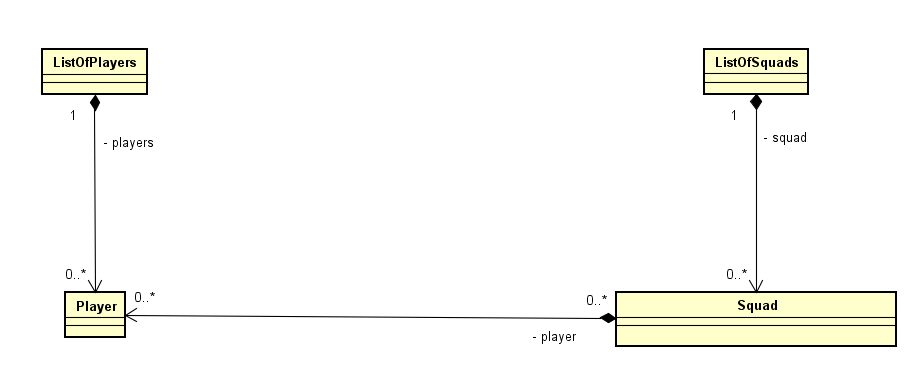 ListOfPlayers
ListOfSquads
1
1
- players
- squad
0..*
0..*
0..*
0..*
Player
Squad
- player